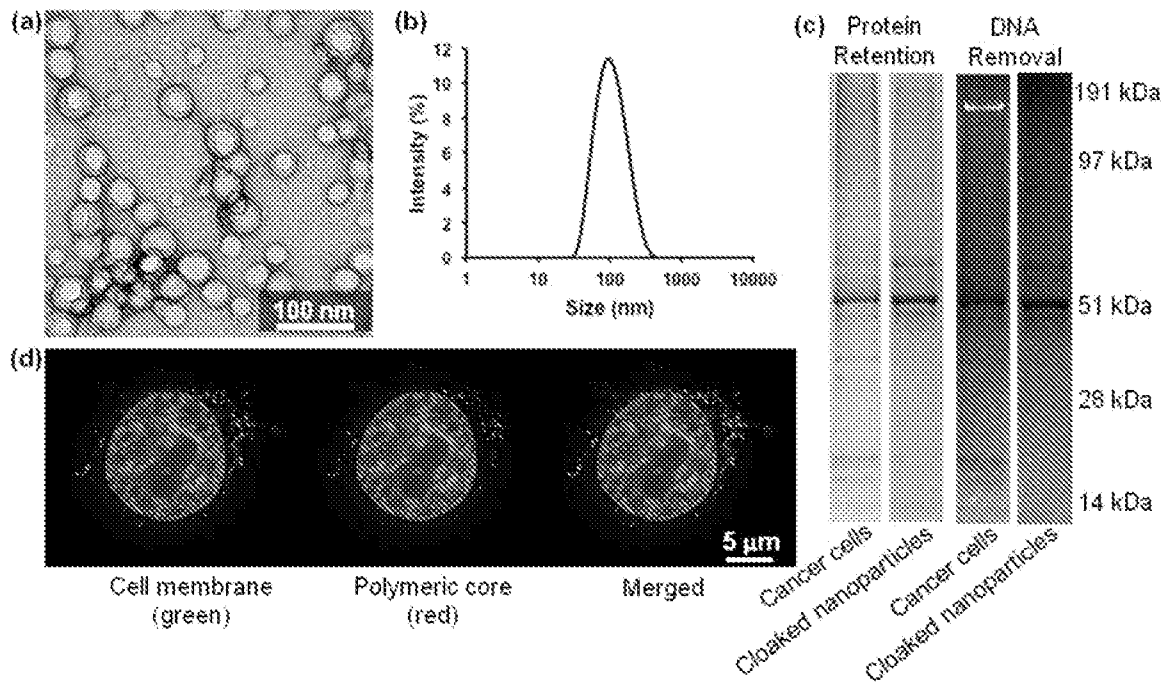 (a)
100 nm
(b)
12
10
8
6
4
2
0
Intensity (%)
1 10 100 1000 10000
Size (nm)
(c) Protein Retention
DNA Removal
191 kDa
97 kDa
51 kDa
28 kDa
14 kDa
Cancer cells
Cloaked nanoparticles
Cancer cells
Cloaked nanoparticles
(d)
5 μm
Cell membrane
(green)
Polymeric core
(red)
Merged